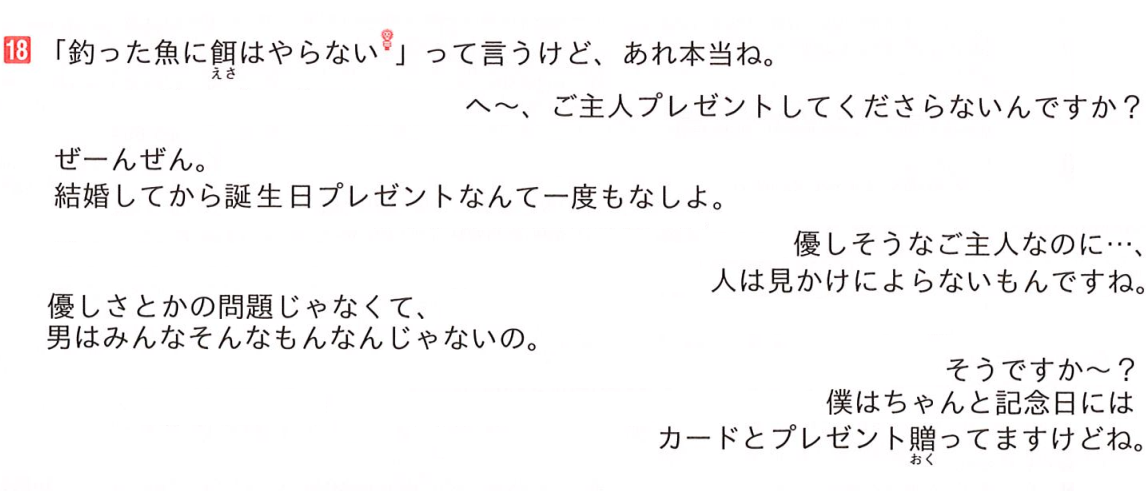 18 「釣った魚に餌はやらない」って言うけど、あれ本当ね。
えさ
へ〜、ご主人プレゼントしてくださらないんですか？
ぜーんぜん。
結婚してから誕生日プレゼントなんて一度もなしよ。
優しそうなご主人なのに…、
人は見かけによらないもんですね。
優しさとかの問題じゃなくて、
男はみんなそんなもんなんじゃないの。
そうですか〜？
僕はちゃんと記念日には
カードとプレゼント贈ってますけどね。
おく